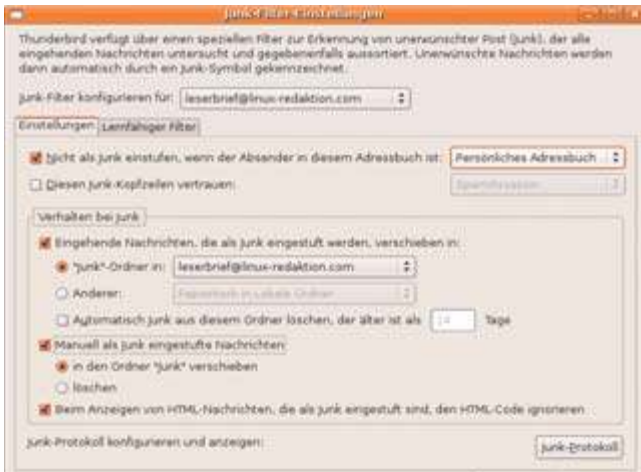 Junk-Filter-Einstellungen
Thunderbird verfügt über einen speziellen Filter zur Erkennung von unerwünschter Post (Junk), der alle
eingehenden Nachrichten untersucht und gegebenenfalls aussortiert. Unerwünschte Nachrichten werden
dann automatisch durch ein Junk-Symbol gekennzeichnet.
Junk-Filter konfigurieren für: leserbrief@linux-redaktion.com
Einstellungen Lernfähiger Filter
Nicht als Junk einstufen, wenn der Absender in diesem Adressbuch ist: Persönliches Adressbuch
Diesen Junk-Kopfzeilen vertrauen: SpamAssassin
Verhalten bei Junk
Eingehende Nachrichten, die als Junk eingestuft werden, verschieben in:
"Junk"-Ordner in: leserbrief@linux-redaktion.com
Anderer: Papierkorb in Lokale Ordner
Automatisch Junk aus diesem Ordner löschen, der älter ist als 14 Tage
Manuell als Junk eingestufte Nachrichten
in den Ordner "Junk" verschieben
löschen
Beim Anzeigen von HTML-Nachrichten, die als Junk eingestuft sind, den HTML-Code ignorieren
Junk-Protokoll konfigurieren und anzeigen: Junk-Protokoll